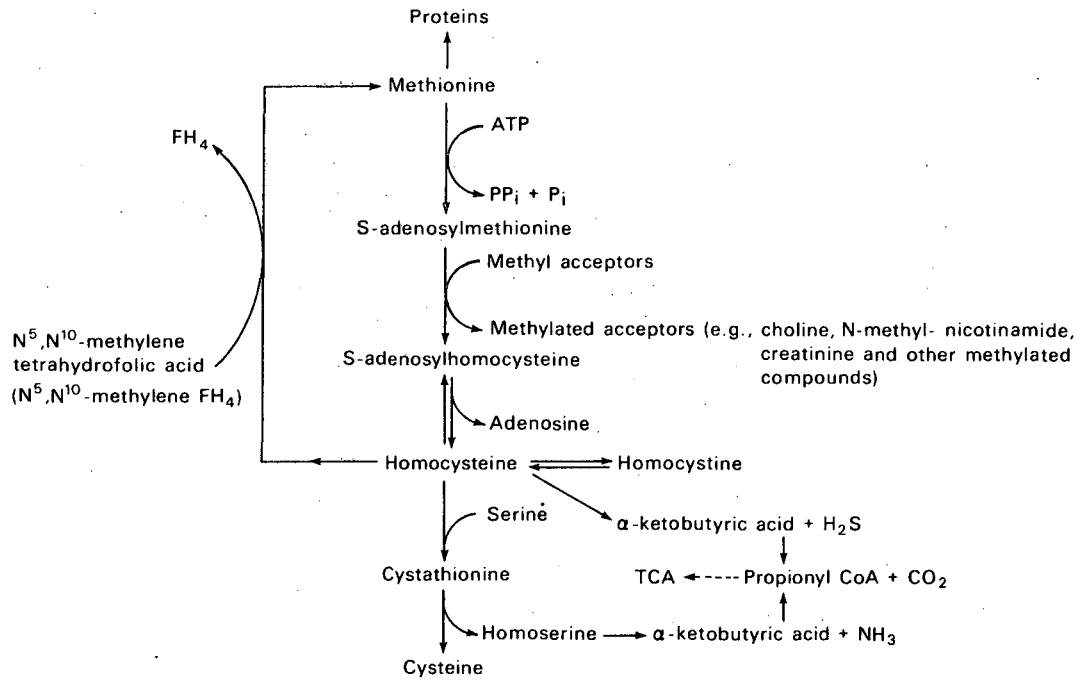 Proteins
Methionine
ATP
FH₄
PPᵢ + Pᵢ
S-adenosylmethionine
Methyl acceptors
N⁵,N¹⁰-methylene
tetrahydrofolic acid
(N⁵,N¹⁰-methylene FH₄)
Methylated acceptors (e.g., choline, N-methyl- nicotinamide,
creatinine and other methylated
compounds)
S-adenosylhomocysteine
Adenosine
Homocysteine
Homocystine
Serine
α-ketobutyric acid + H₂S
Cystathionine
TCA
Propionyl CoA + CO₂
Homoserine
α-ketobutyric acid + NH₃
Cysteine